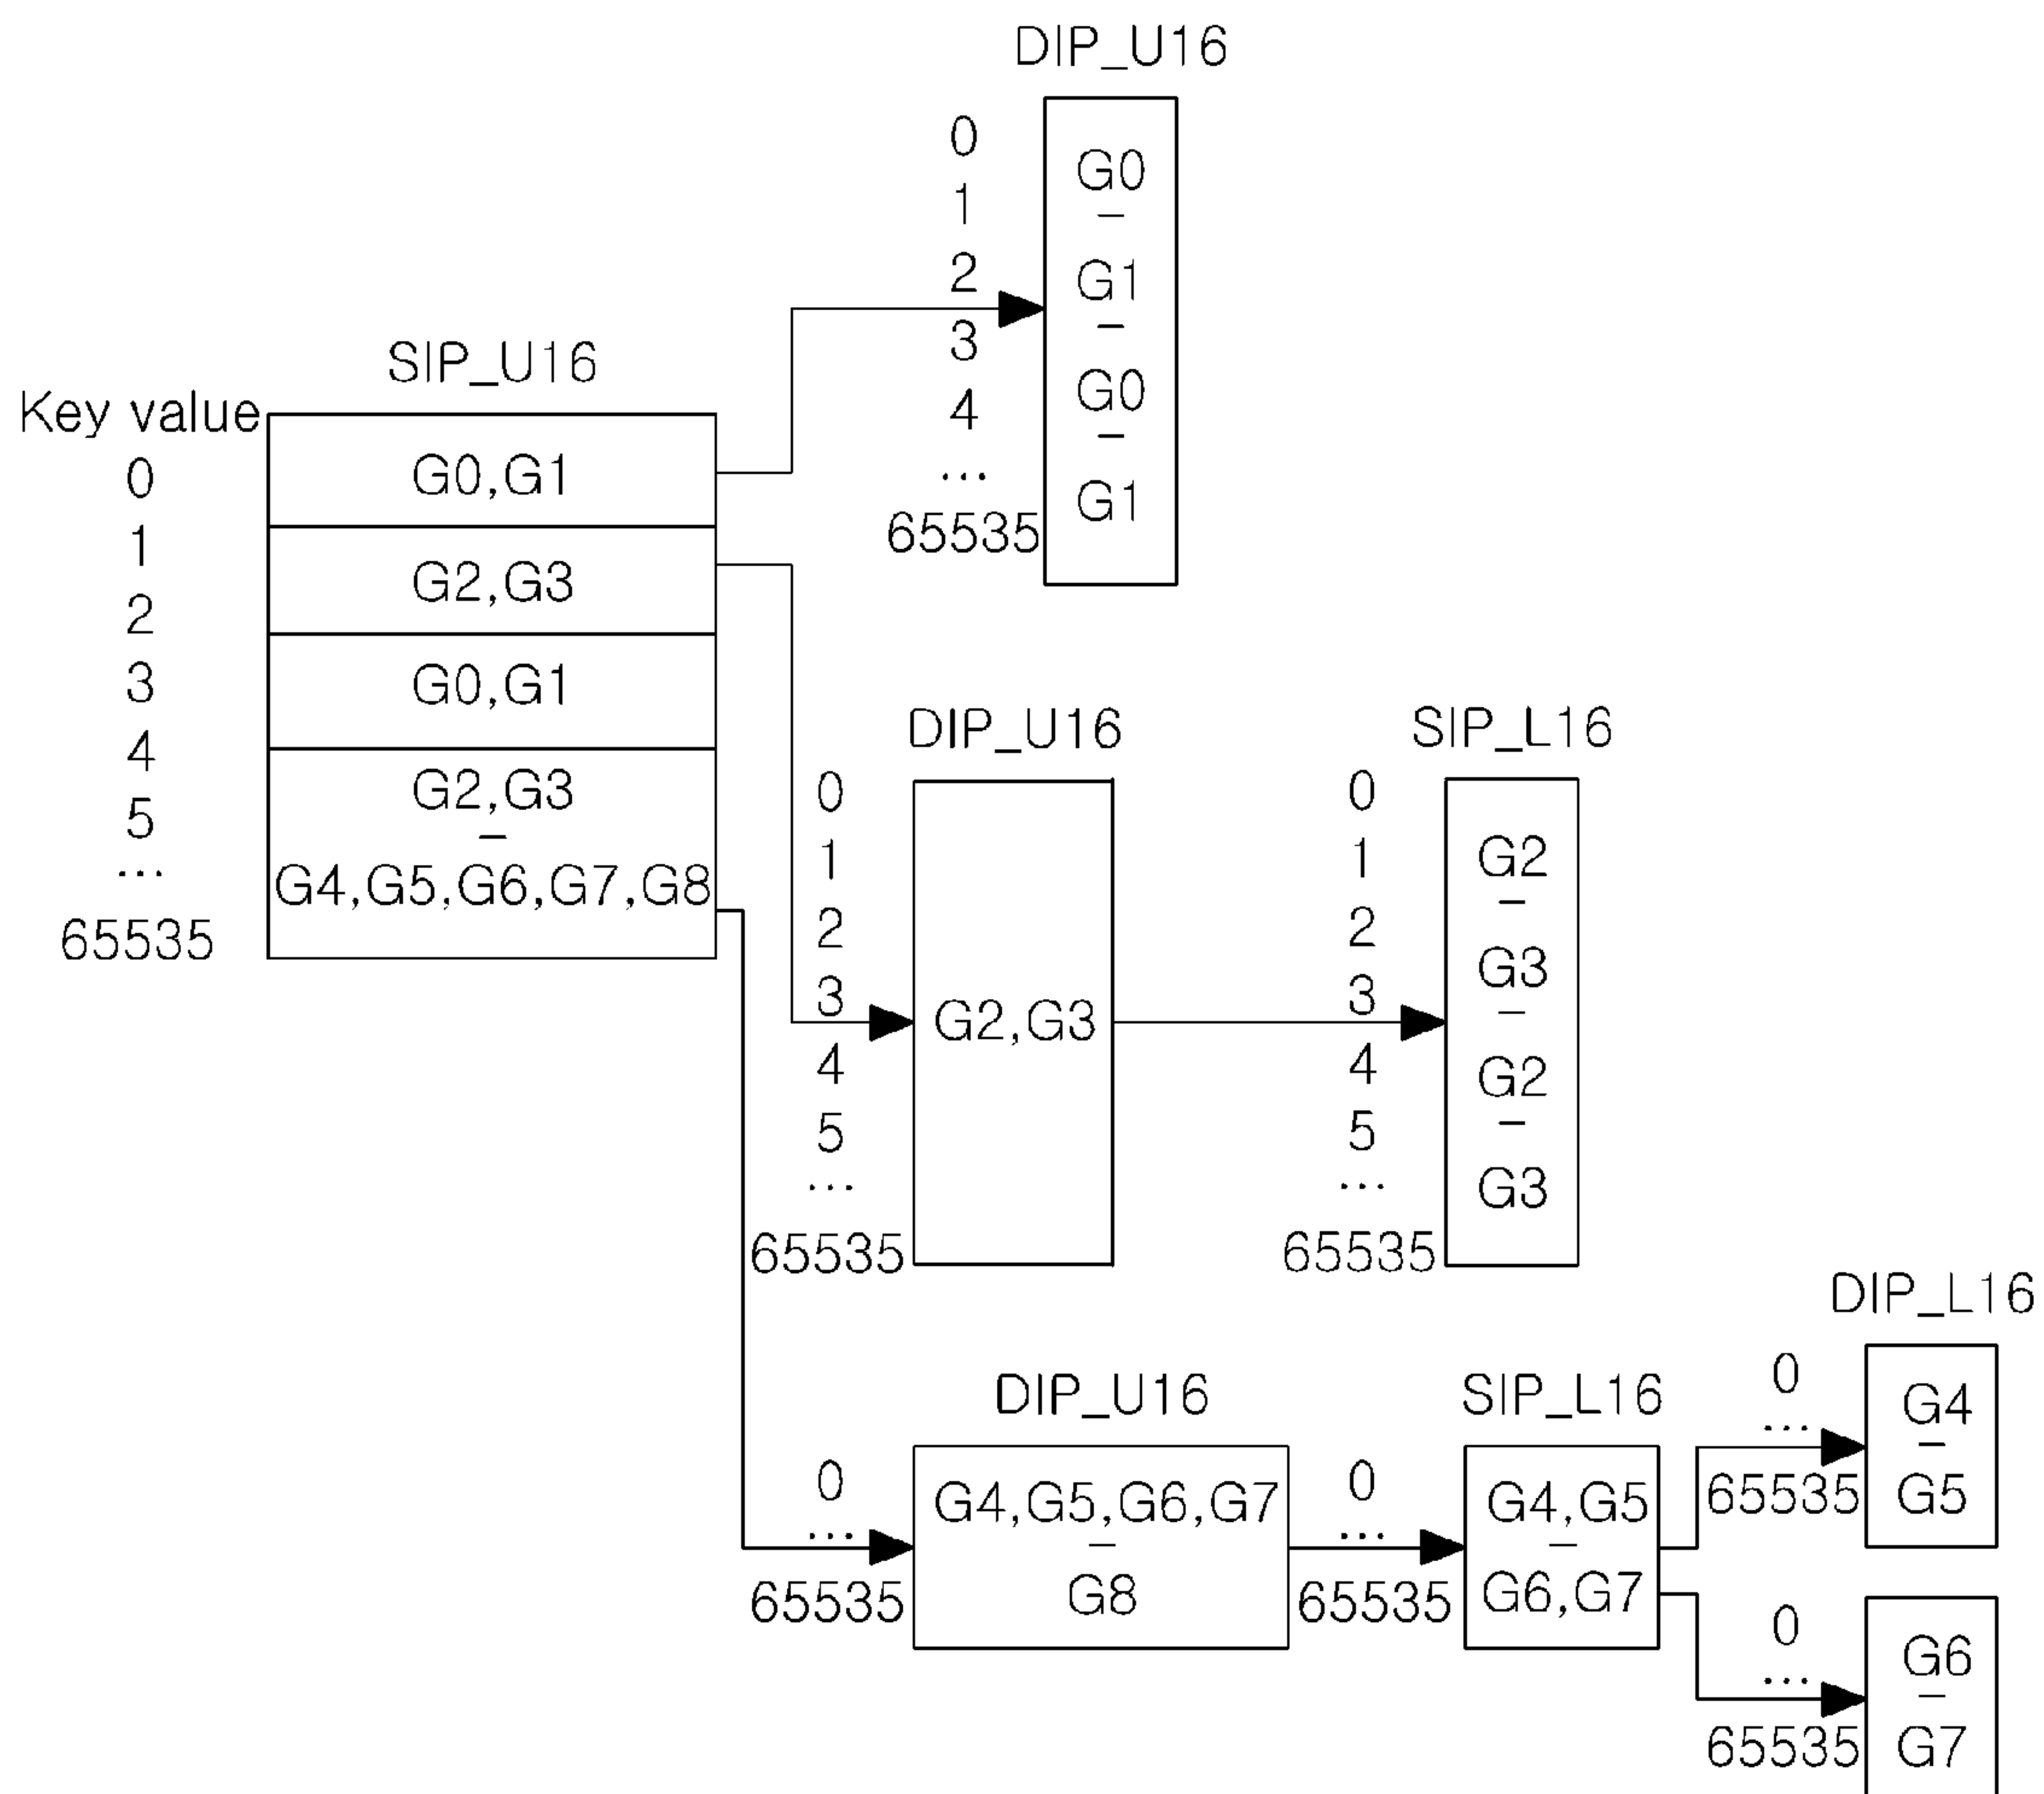 DIP_U16
0
1
2
3
4
...
65535
G0
–
G1
–
G0
–
G1
SIP_U16
Key value
0
1
2
3
4
5
...
65535
G0,G1
G2,G3
G0,G1
G2,G3
–
G4,G5,G6,G7,G8
DIP_U16
0
1
2
3
4
5
...
65535
G2,G3
SIP_L16
0
1
2
3
4
5
...
65535
G2
–
G3
–
G2
–
G3
DIP_U16
0
...
65535
G4,G5,G6,G7
–
G8
SIP_L16
0
...
65535
G4,G5
–
G6,G7
DIP_L16
0
...
65535
G4
–
G5
0
...
65535
G6
–
G7